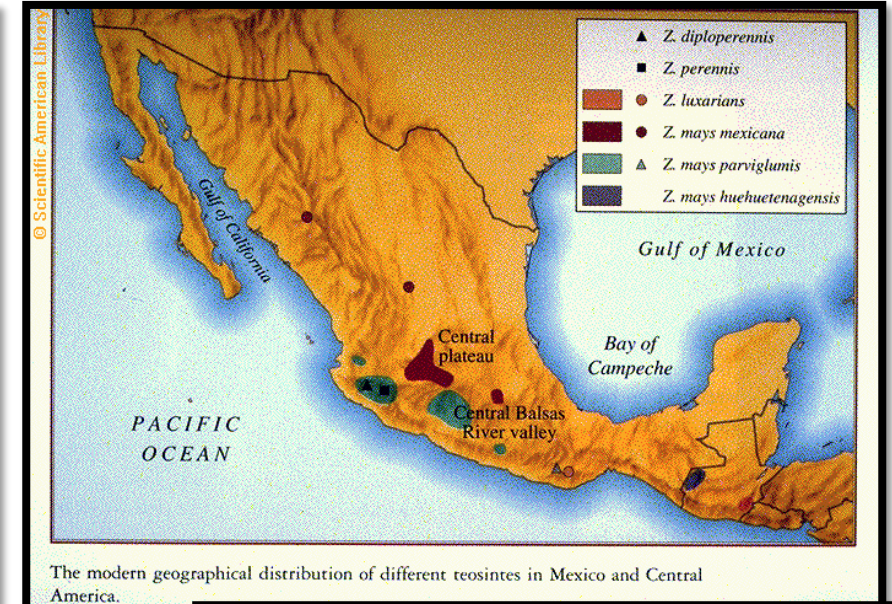 © Scientific American Library
Z. diploperennis
Z. perennis
Z. luxarians
Z. mays mexicana
Z. mays parviglumis
Z. mays huehuetenagensis
Gulf of California
Gulf of Mexico
Central
plateau
Bay of
Campeche
Central Balsas
River valley
PACIFIC
OCEAN
The modern geographical distribution of different teosintes in Mexico and Central
America.